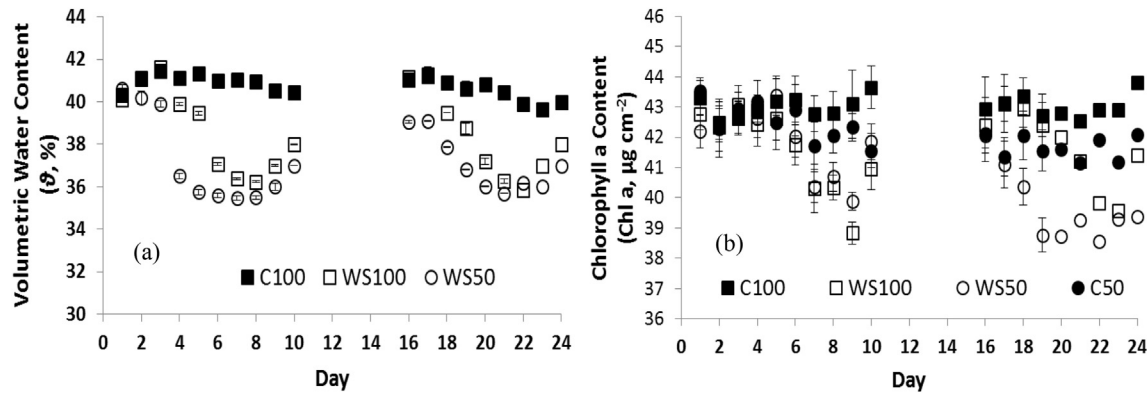 Volumetric Water Content
(ϑ, %)
44
42
40
38
36
34
32
30
(a)
■ C100 □ WS100 ○ WS50
0 2 4 6 8 10 12 14 16 18 20 22 24
Day
Chlorophyll a Content
(Chl a, µg cm⁻²)
46
45
44
43
42
41
40
39
38
37
36
(b)
■ C100 □ WS100 ○ WS50 ● C50
0 2 4 6 8 10 12 14 16 18 20 22 24
Day